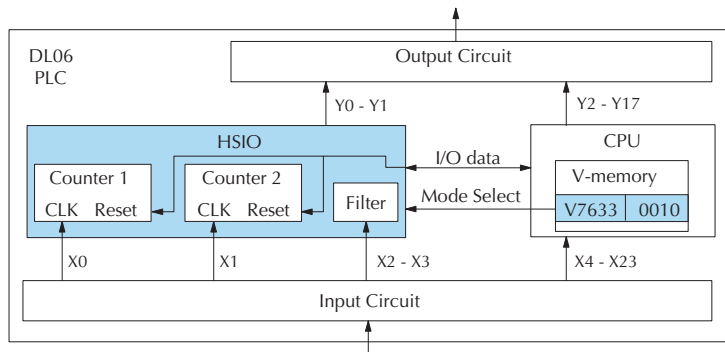 DL06
PLC
Output Circuit
Y0 - Y1
Y2 - Y17
HSIO
CPU
I/O data
Counter 1
CLK Reset
Counter 2
CLK Reset
Filter
Mode Select
V-memory
V7633 0010
X0
X1
X2 - X3
X4 - X23
Input Circuit